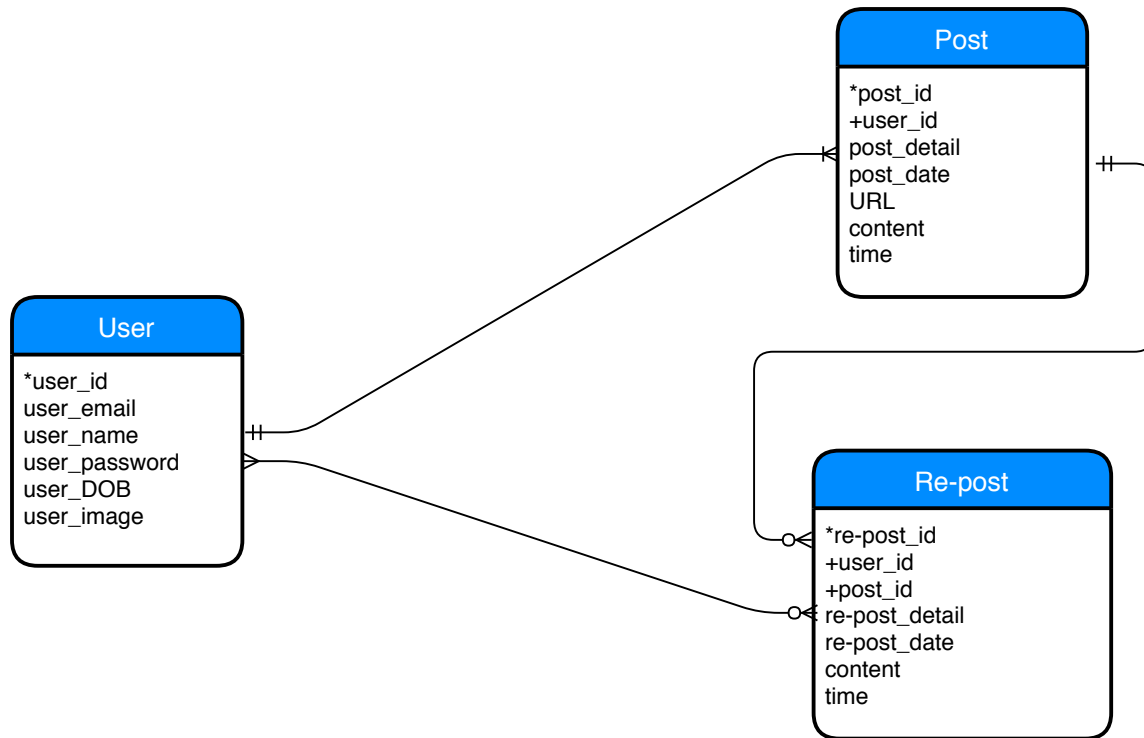 Post
*post_id
+user_id
post_detail
post_date
URL
content
time
User
*user_id
user_email
user_name
user_password
user_DOB
user_image
Re-post
*re-post_id
+user_id
+post_id
re-post_detail
re-post_date
content
time